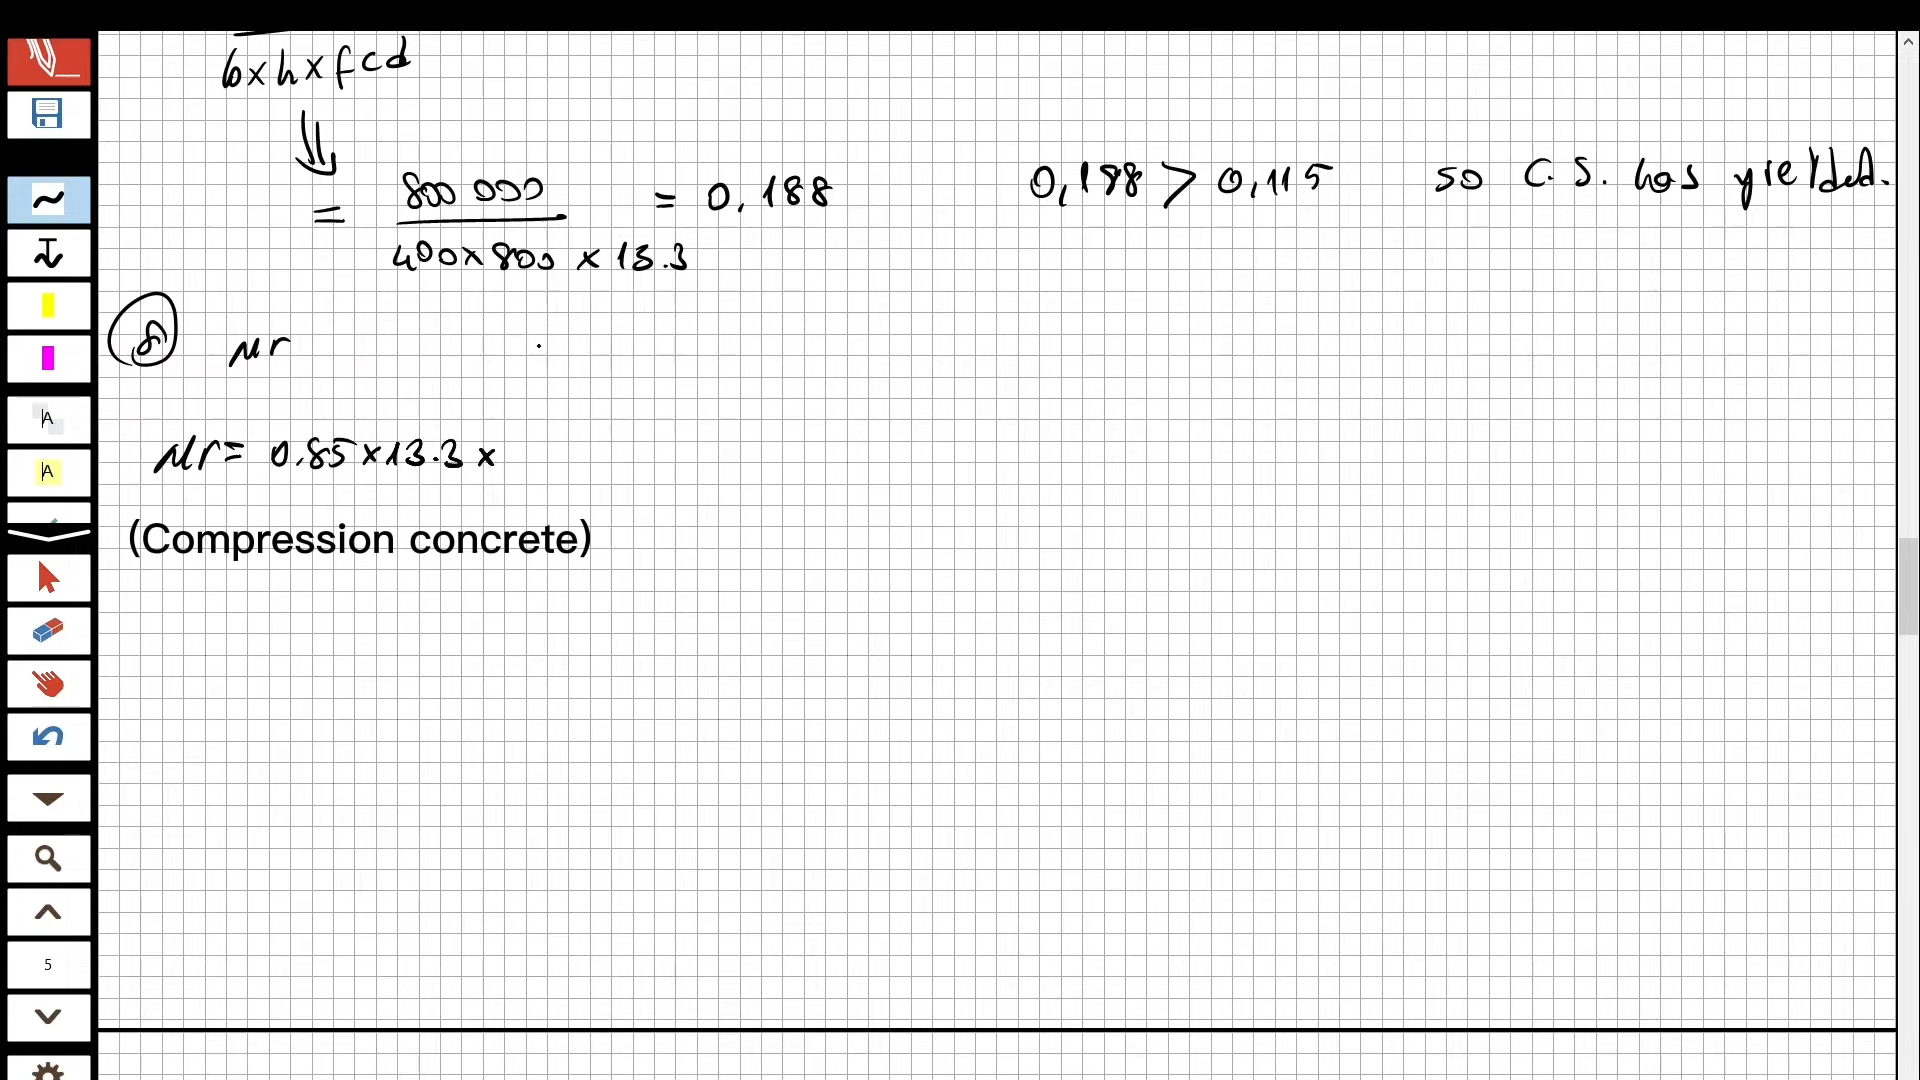 b×h×fcd
= 800 000 = 0,188 0,188 > 0,115 so C.S. has yielded.
400×800 × 13.3
8 Mr
Mr= 0.85×13.3×
(Compression concrete)
A
A
5